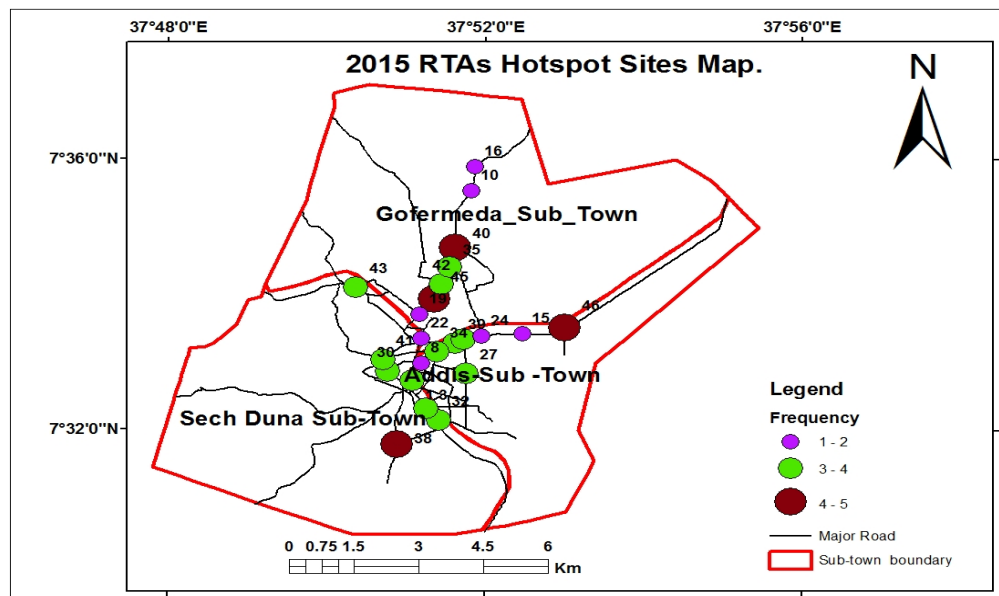 37°48'0"E 37°52'0"E 37°56'0"E
2015 RTAs Hotspot Sites Map.
N
7°36'0"N
16
10
Gofermeda_Sub_Town
40
35
42
43
45
19
46
22
39
24
15
41
34
8
30
27
Addis-Sub -Town
3
32
Sech Duna Sub-Town
7°32'0"N
38
Legend
Frequency
1 - 2
3 - 4
4 - 5
Major Road
Sub-town boundary
0 0.75 1.5 3 4.5 6
Km